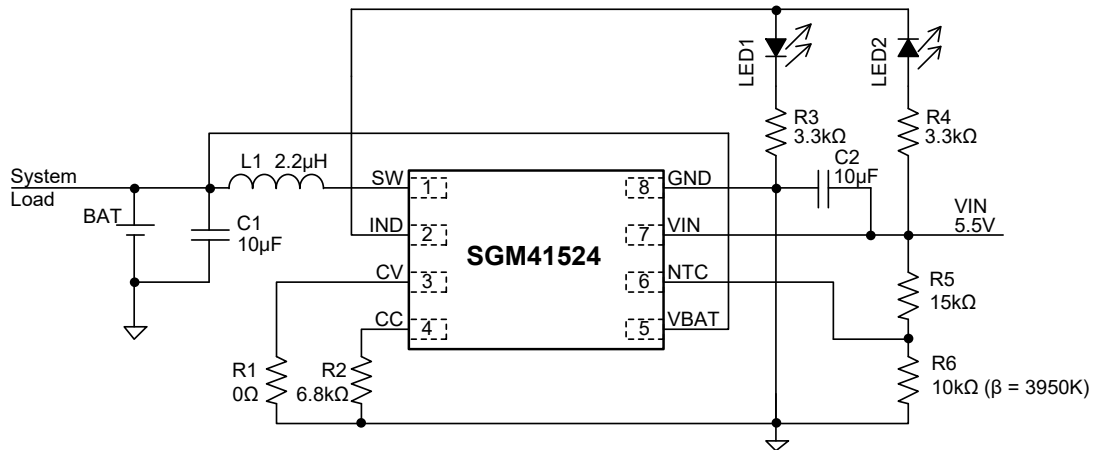 LED1
LED2
R3
3.3kΩ
R4
3.3kΩ
C2
10μF
System
Load
L1 2.2μH
SW
1
8
GND
BAT
C1
10μF
IND
2
7
VIN
VIN
5.5V
SGM41524
CV
3
6
NTC
R5
15kΩ
CC
4
5
VBAT
R1
0Ω
R2
6.8kΩ
R6
10kΩ (β = 3950K)